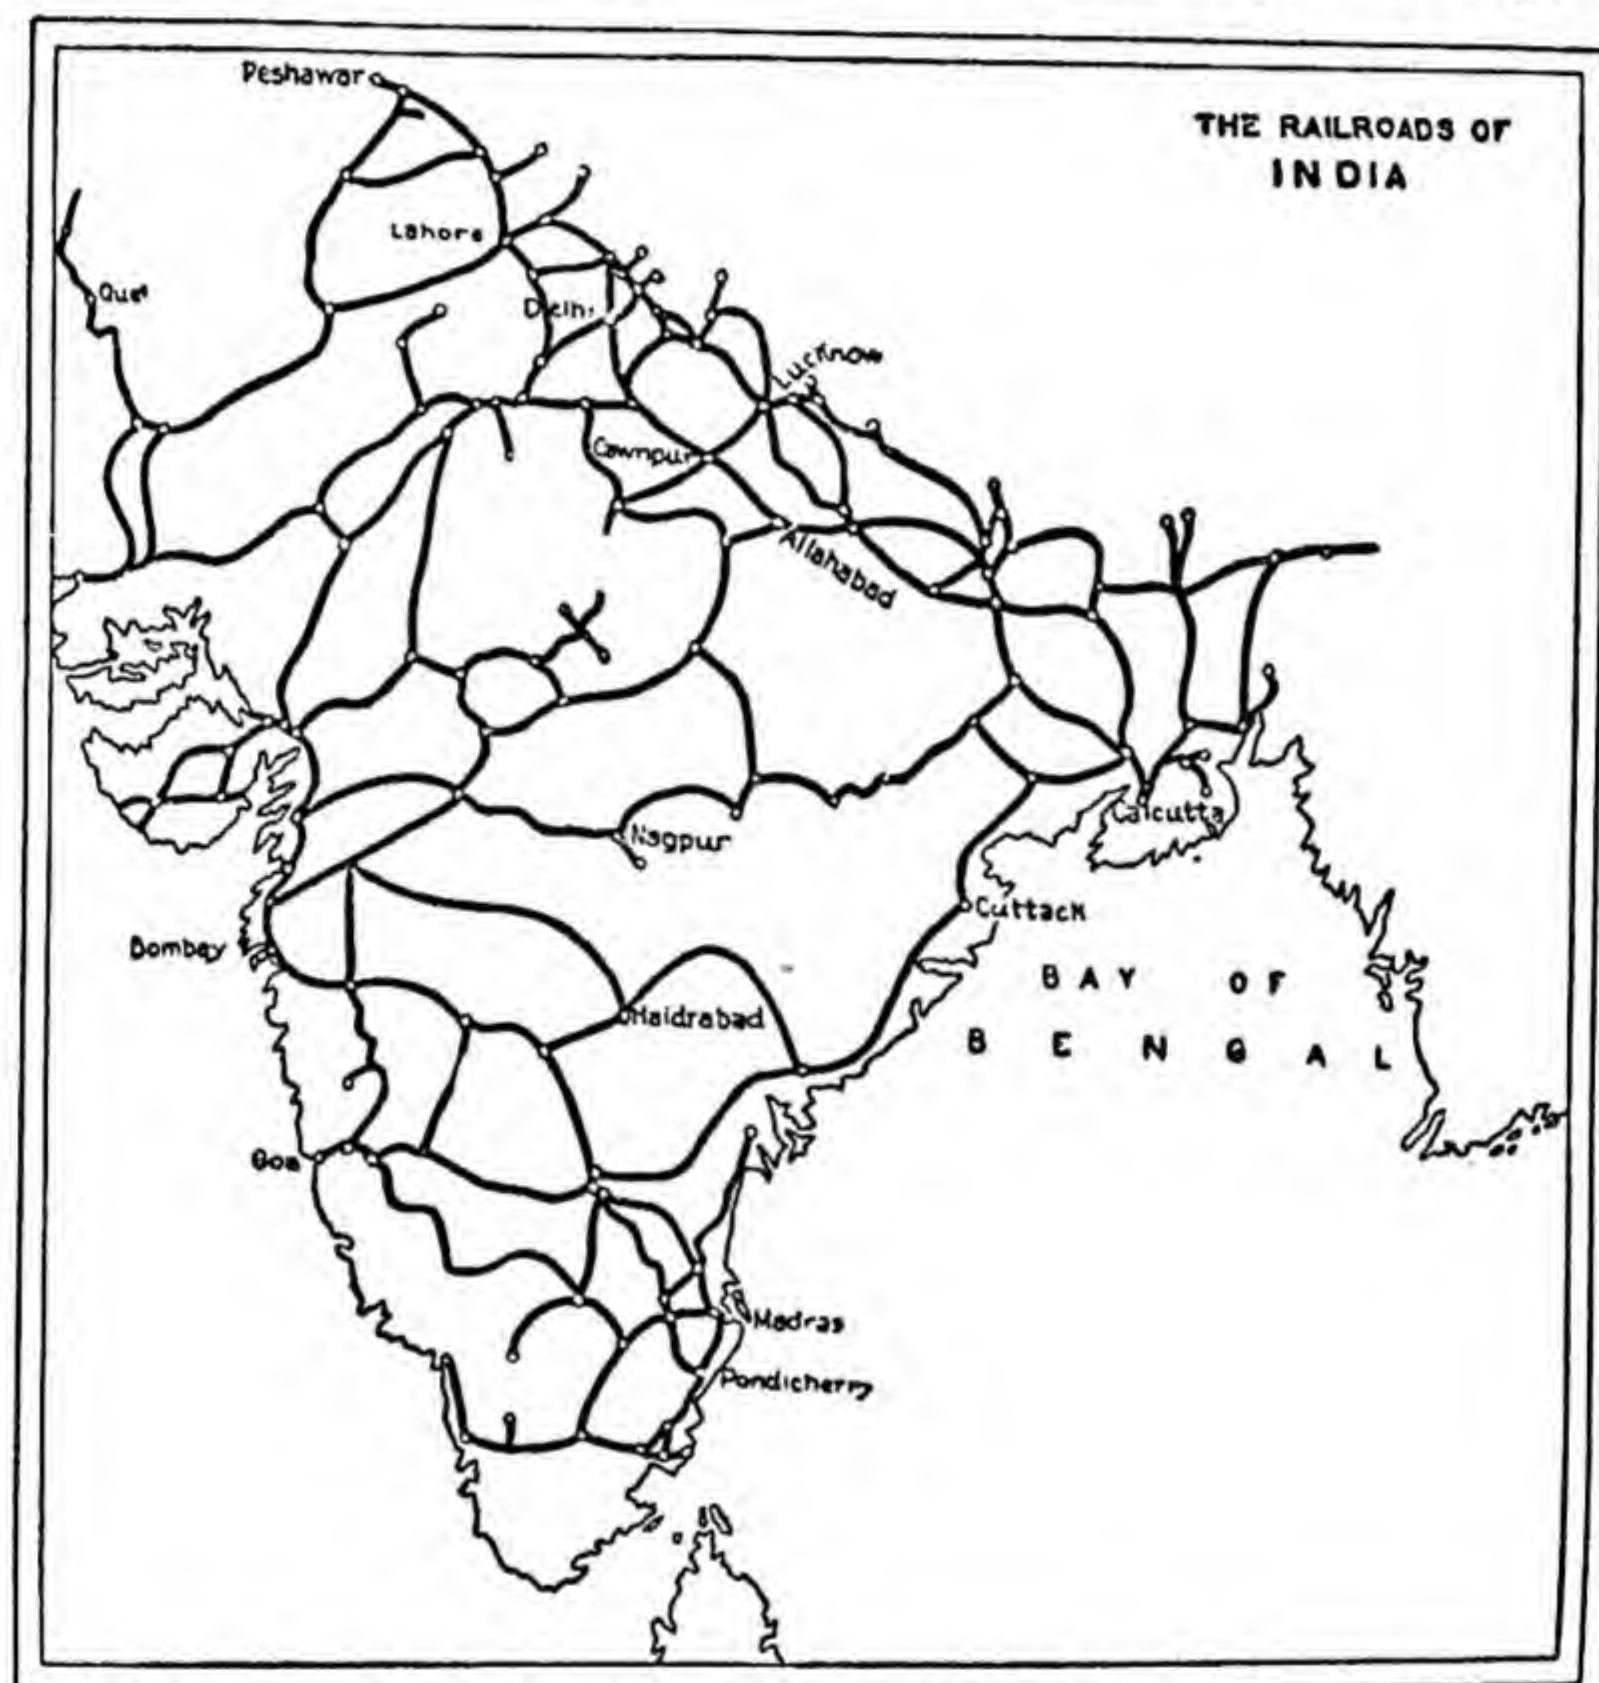 THE RAILROADS OF
INDIA
Peshawar
Lahore
Quet
Delhi
Lucknow
Cawnpur
Allahabad
Calcutta
Nagpur
Cuttack
Bombay
BAY OF
BENGAL
Haidrabad
Goa
Madras
Pondicherry